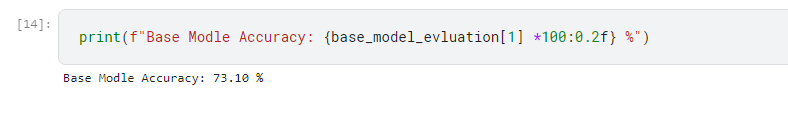 [14]:
print(f"Base Modle Accuracy: {base_model_evluation[1] *100:0.2f} %")
Base Modle Accuracy: 73.10 %